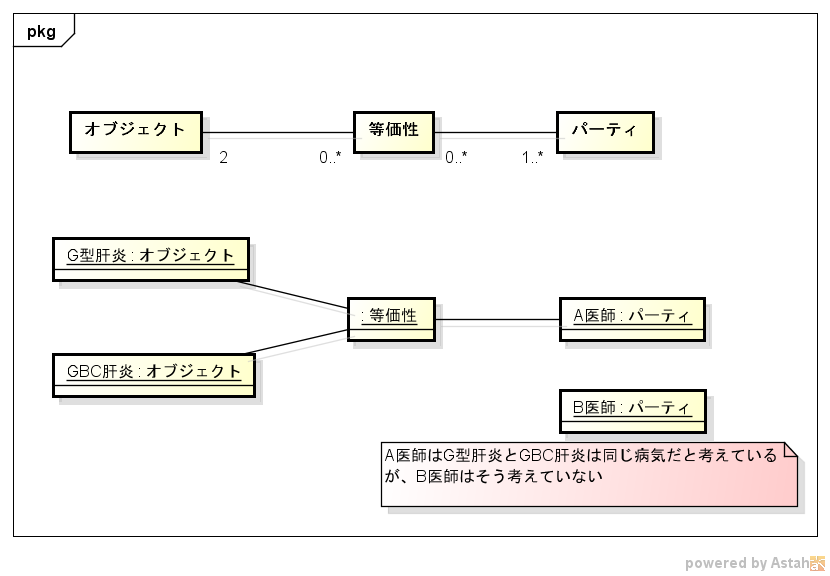 pkg
オブジェクト
等価性
パーティ
2
0..*
0..*
1..*
G型肝炎 : オブジェクト
: 等価性
A医師 : パーティ
GBC肝炎 : オブジェクト
B医師 : パーティ
A医師はG型肝炎とGBC肝炎は同じ病気だと考えている
が、B医師はそう考えていない
powered by Astah